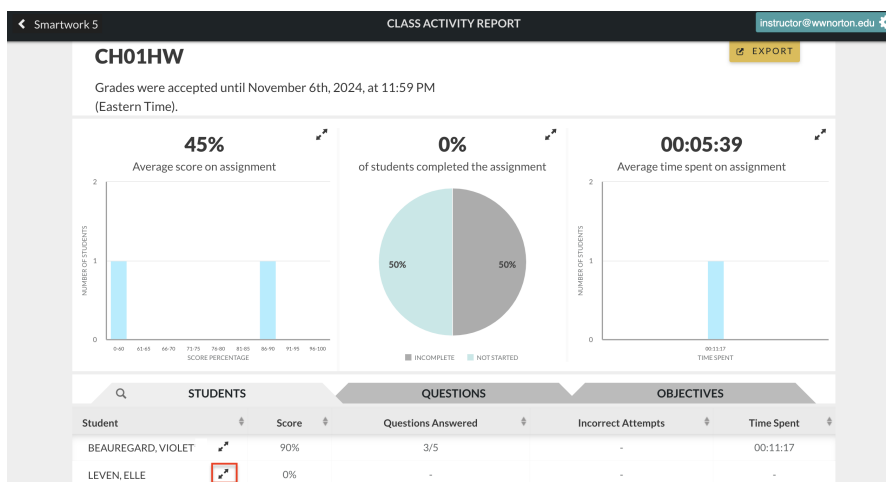 Smartwork 5
CLASS ACTIVITY REPORT
instructor@wwnorton.edu
CH01HW
EXPORT
Grades were accepted until November 6th, 2024, at 11:59 PM
(Eastern Time).
45%
Average score on assignment
2
1
0
NUMBER OF STUDENTS
0-60 61-65 66-70 71-75 76-80 81-85 86-90 91-95 96-100
SCORE PERCENTAGE
0%
of students completed the assignment
50%
50%
INCOMPLETE NOT STARTED
00:05:39
Average time spent on assignment
2
1
0
NUMBER OF STUDENTS
00:11:17
TIME SPENT
STUDENTS QUESTIONS OBJECTIVES
Student Score Questions Answered Incorrect Attempts Time Spent
BEAUREGARD, VIOLET 90% 3/5 - 00:11:17
LEVEN, ELLE 0% - - -